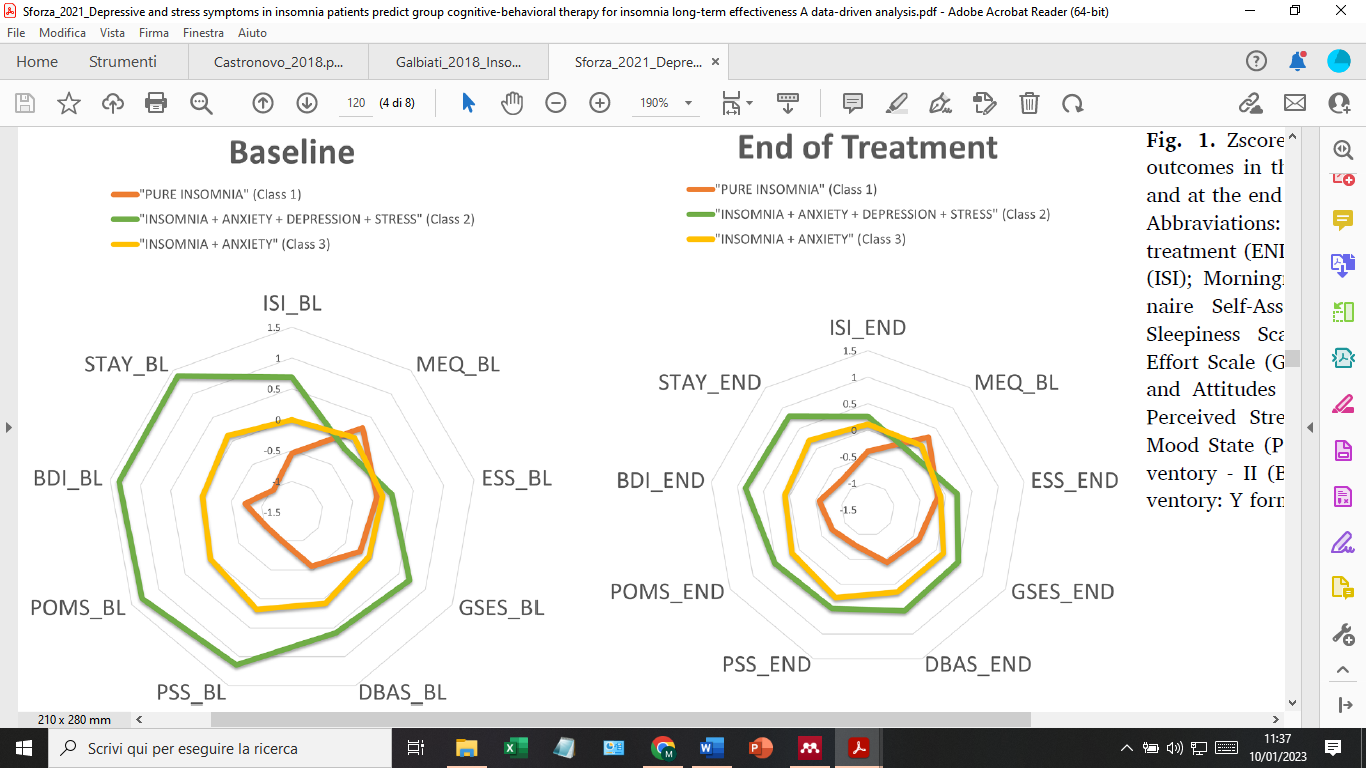 Sforza_2021_Depressive and stress symptoms in insomnia patients predict group cognitive-behavioral therapy for insomnia long-term effectiveness A data-driven analysis.pdf - Adobe Acrobat Reader (64-bit)
File Modifica Vista Firma Finestra Aiuto
Home Strumenti Castronovo_2018.p... Galbiati_2018_Inso... Sforza_2021_Depre... ×
120 (4 di 8) 190%
Baseline
"PURE INSOMNIA" (Class 1)
"INSOMNIA + ANXIETY + DEPRESSION + STRESS" (Class 2)
"INSOMNIA + ANXIETY" (Class 3)
ISI_BL
MEQ_BL
ESS_BL
GSES_BL
DBAS_BL
PSS_BL
POMS_BL
BDI_BL
STAY_BL
1.5
1
0.5
0
-0.5
-1
-1.5
End of Treatment
"PURE INSOMNIA" (Class 1)
"INSOMNIA + ANXIETY + DEPRESSION + STRESS" (Class 2)
"INSOMNIA + ANXIETY" (Class 3)
ISI_END
MEQ_BL
ESS_END
GSES_END
DBAS_END
PSS_END
POMS_END
BDI_END
STAY_END
1.5
1
0.5
0
-0.5
-1
-1.5
Fig. 1. Zscore
outcomes in th
and at the end
Abbraviations:
treatment (END
(ISI); Morning
naire Self-Ass
Sleepiness Sca
Effort Scale (G
and Attitudes
Perceived Stre
Mood State (P
ventory - II (B
ventory: Y form
210 x 280 mm
Scrivi qui per eseguire la ricerca
11:37
10/01/2023